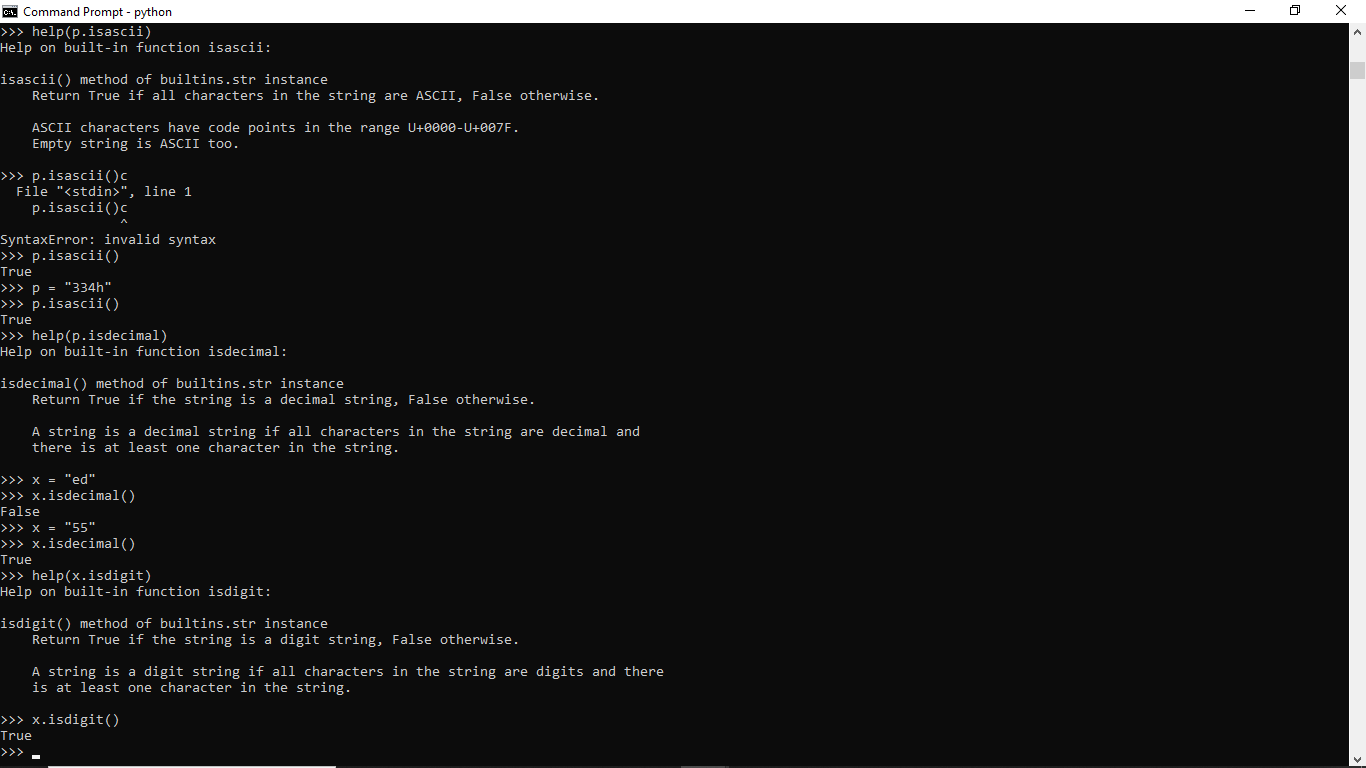 Command Prompt - python
>>> help(p.isascii)
Help on built-in function isascii:

isascii() method of builtins.str instance
    Return True if all characters in the string are ASCII, False otherwise.

    ASCII characters have code points in the range U+0000-U+007F.
    Empty string is ASCII too.

>>> p.isascii()c
  File "<stdin>", line 1
    p.isascii()c
               ^
SyntaxError: invalid syntax
>>> p.isascii()
True
>>> p = "334h"
>>> p.isascii()
True
>>> help(p.isdecimal)
Help on built-in function isdecimal:

isdecimal() method of builtins.str instance
    Return True if the string is a decimal string, False otherwise.

    A string is a decimal string if all characters in the string are decimal and
    there is at least one character in the string.

>>> x = "ed"
>>> x.isdecimal()
False
>>> x = "55"
>>> x.isdecimal()
True
>>> help(x.isdigit)
Help on built-in function isdigit:

isdigit() method of builtins.str instance
    Return True if the string is a digit string, False otherwise.

    A string is a digit string if all characters in the string are digits and there
    is at least one character in the string.

>>> x.isdigit()
True
>>>